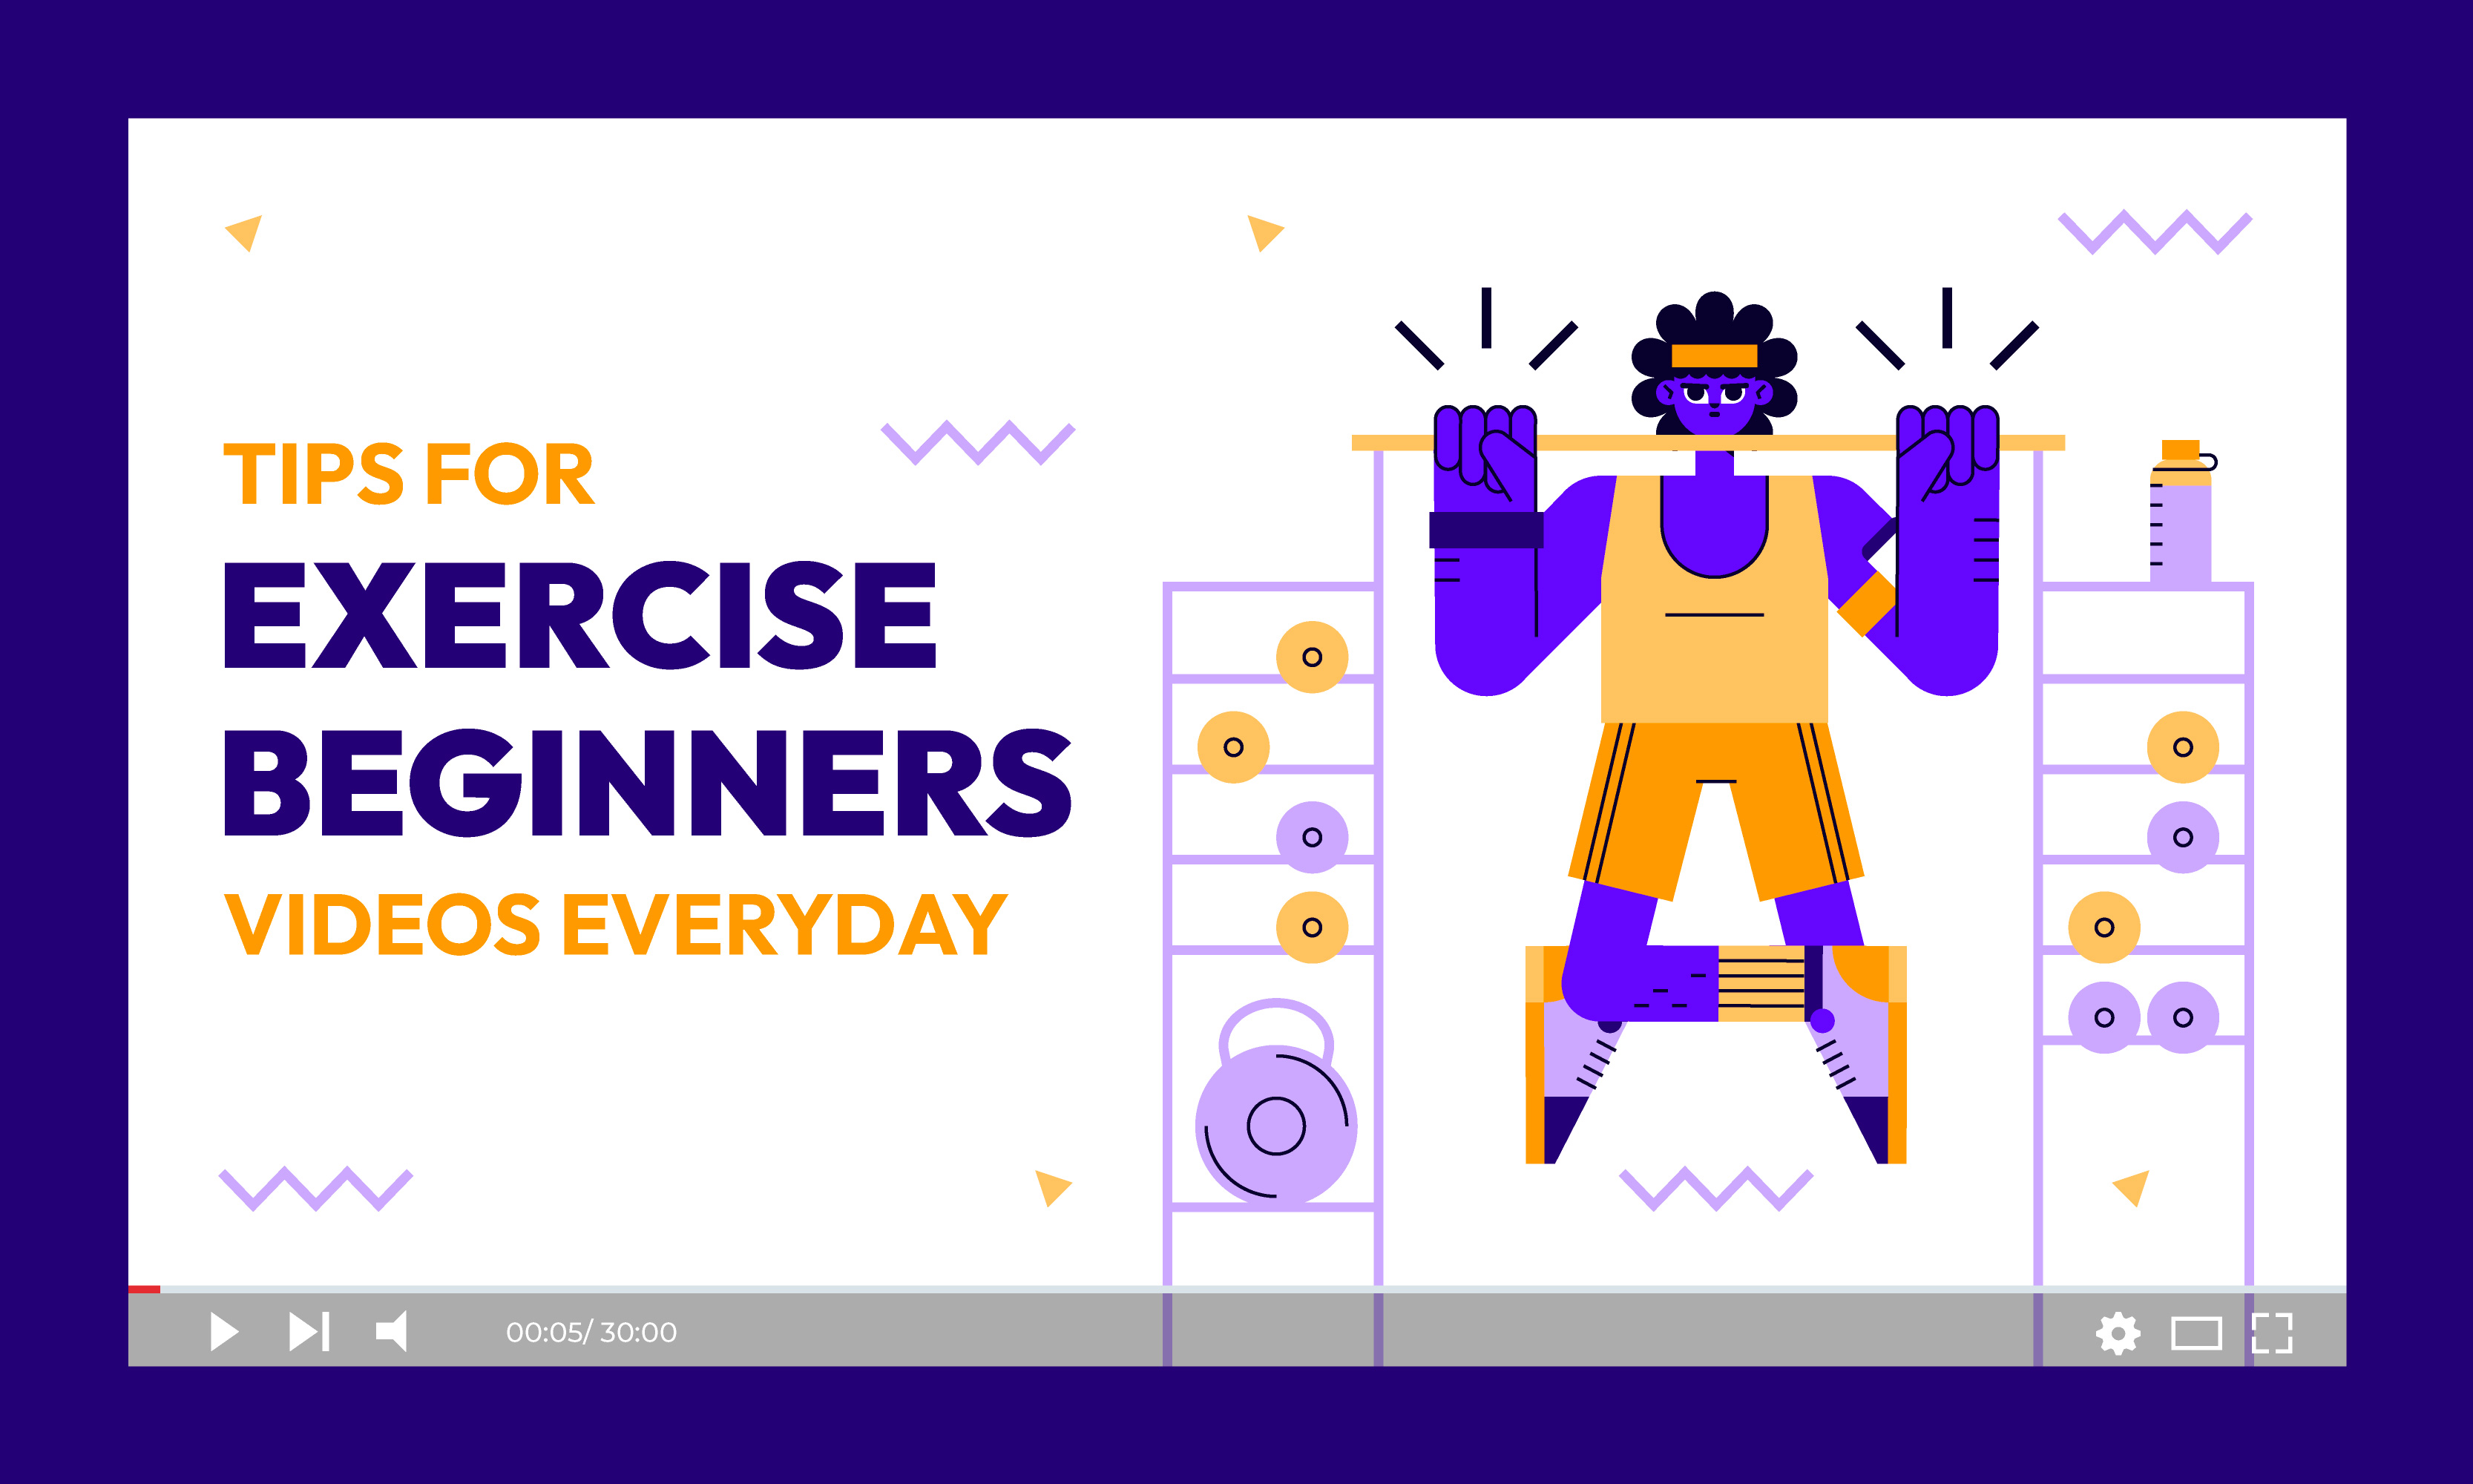 TIPS FOR
EXERCISE
BEGINNERS
VIDEOS EVERYDAY
00:05/ 30:00